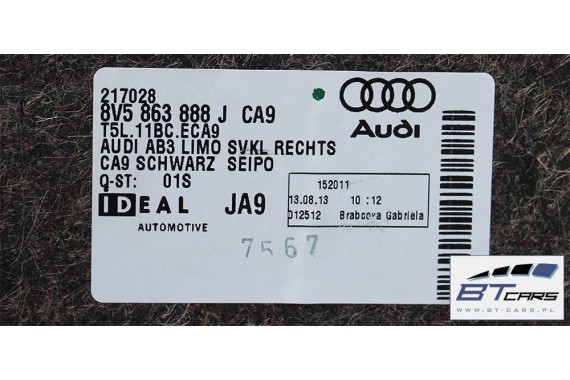 217028
8V5 863 888 J CA9
T5L.11BC.ECA9
AUDI AB3 LIMO SVKL RECHTS
CA9 SCHWARZ SEIPO
Q-ST: 01S
IDEAL JA9
AUTOMOTIVE
Audi
152011
13.08.13 10:12
012512 Brabcova Gabriela
7567
BT CARS
WWW.BT-CARS.PL